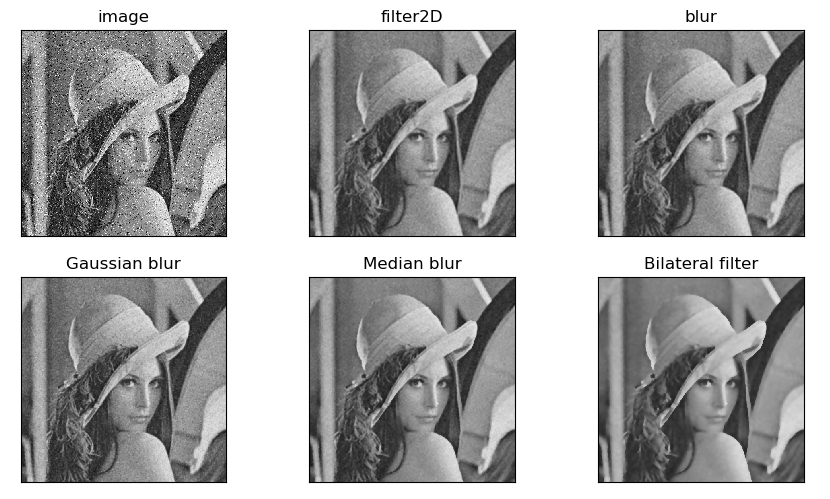 image
filter2D
blur
Gaussian blur
Median blur
Bilateral filter